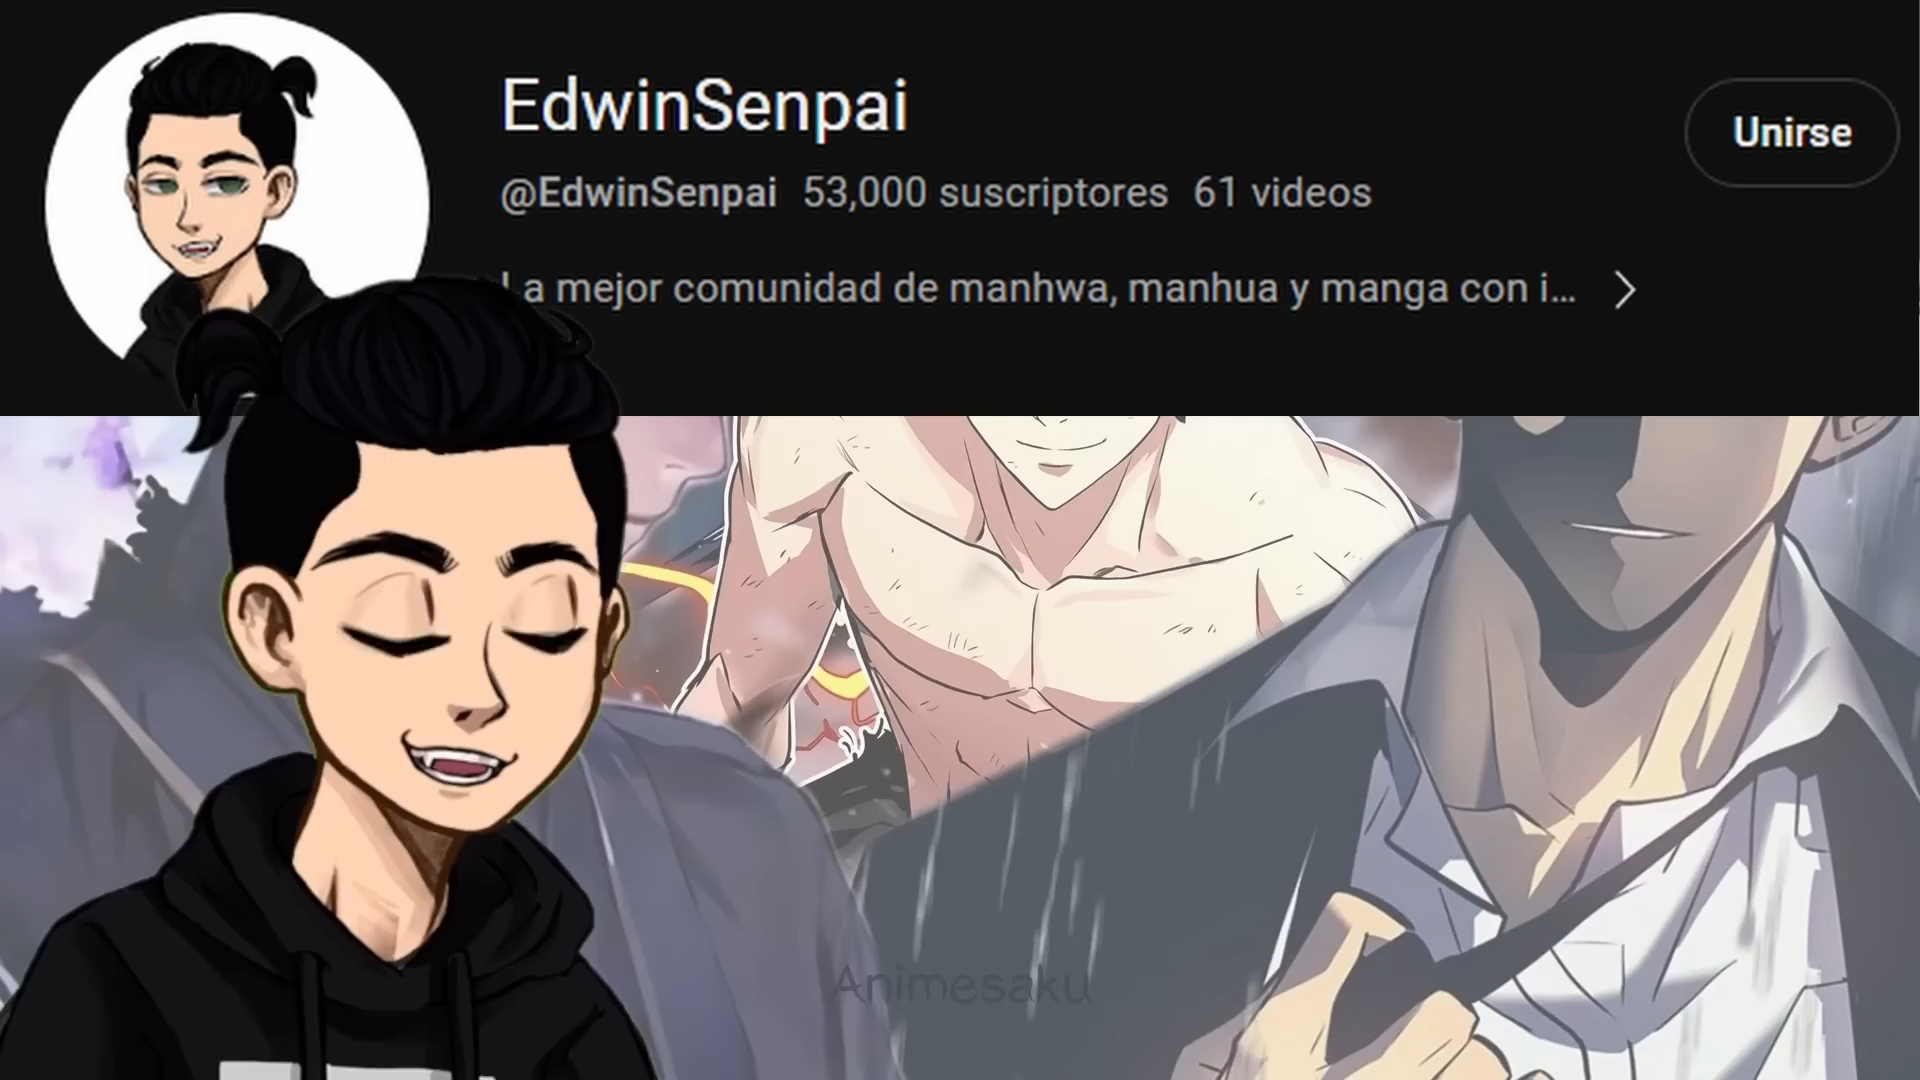 EdwinSenpai
Unirse
@EdwinSenpai 53,000 suscriptores 61 videos
La mejor comunidad de manhwa, manhua y manga con i...
Animesaku